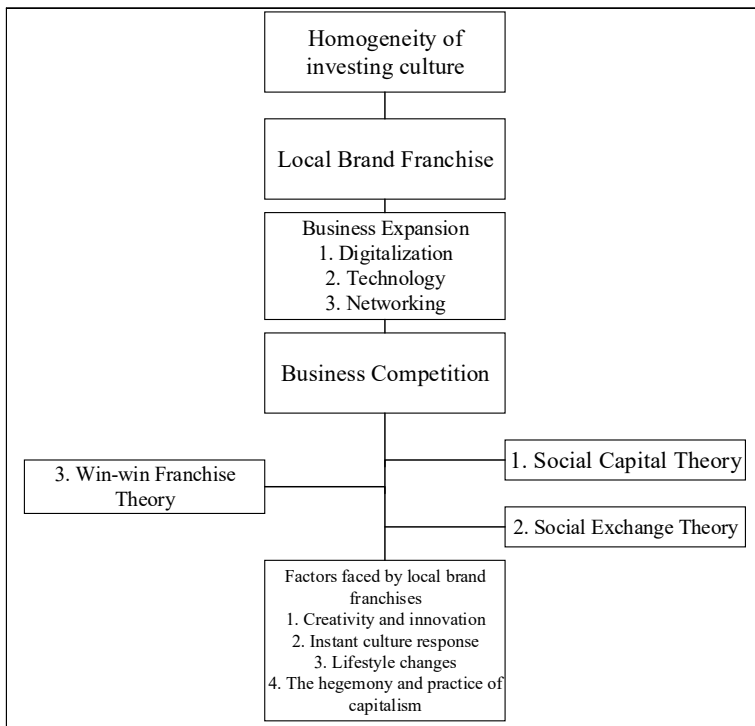 Homogeneity of
investing culture
Local Brand Franchise
Business Expansion
1. Digitalization
2. Technology
3. Networking
Business Competition
1. Social Capital Theory
3. Win-win Franchise
Theory
2. Social Exchange Theory
Factors faced by local brand
franchises
1. Creativity and innovation
2. Instant culture response
3. Lifestyle changes
4. The hegemony and practice of
capitalism